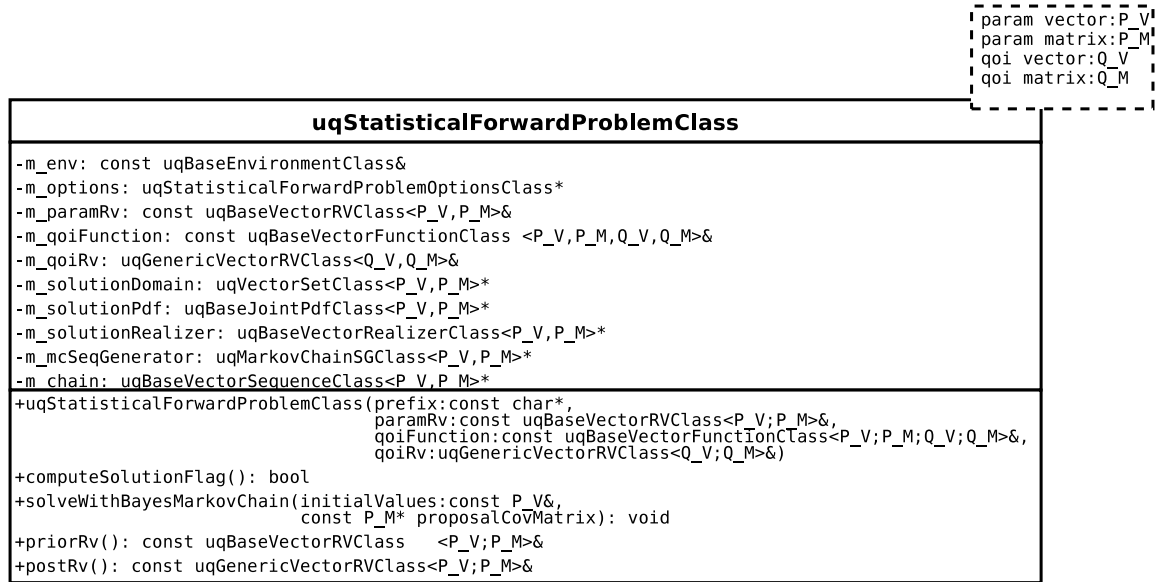 param vector:P_V
param matrix:P_M
qoi vector:Q_V
qoi matrix:Q_M
uqStatisticalForwardProblemClass
-m_env: const uqBaseEnvironmentClass&
-m_options: uqStatisticalForwardProblemOptionsClass*
-m_paramRv: const uqBaseVectorRVClass<P_V,P_M>&
-m_qoiFunction: const uqBaseVectorFunctionClass <P_V,P_M,Q_V,Q_M>&
-m_qoiRv: uqGenericVectorRVClass<Q_V,Q_M>&
-m_solutionDomain: uqVectorSetClass<P_V,P_M>*
-m_solutionPdf: uqBaseJointPdfClass<P_V,P_M>*
-m_solutionRealizer: uqBaseVectorRealizerClass<P_V,P_M>*
-m_mcSeqGenerator: uqMarkovChainSGClass<P_V,P_M>*
-m_chain: uqBaseVectorSequenceClass<P_V,P_M>*
+uqStatisticalForwardProblemClass(prefix:const char*,
paramRv:const uqBaseVectorRVClass<P_V;P_M>&,
qoiFunction:const uqBaseVectorFunctionClass<P_V;P_M;Q_V;Q_M>&,
qoiRv:uqGenericVectorRVClass<Q_V;Q_M>&)
+computeSolutionFlag(): bool
+solveWithBayesMarkovChain(initialValues:const P_V&,
const P_M* proposalCovMatrix): void
+priorRv(): const uqBaseVectorRVClass <P_V;P_M>&
+postRv(): const uqGenericVectorRVClass<P_V;P_M>&